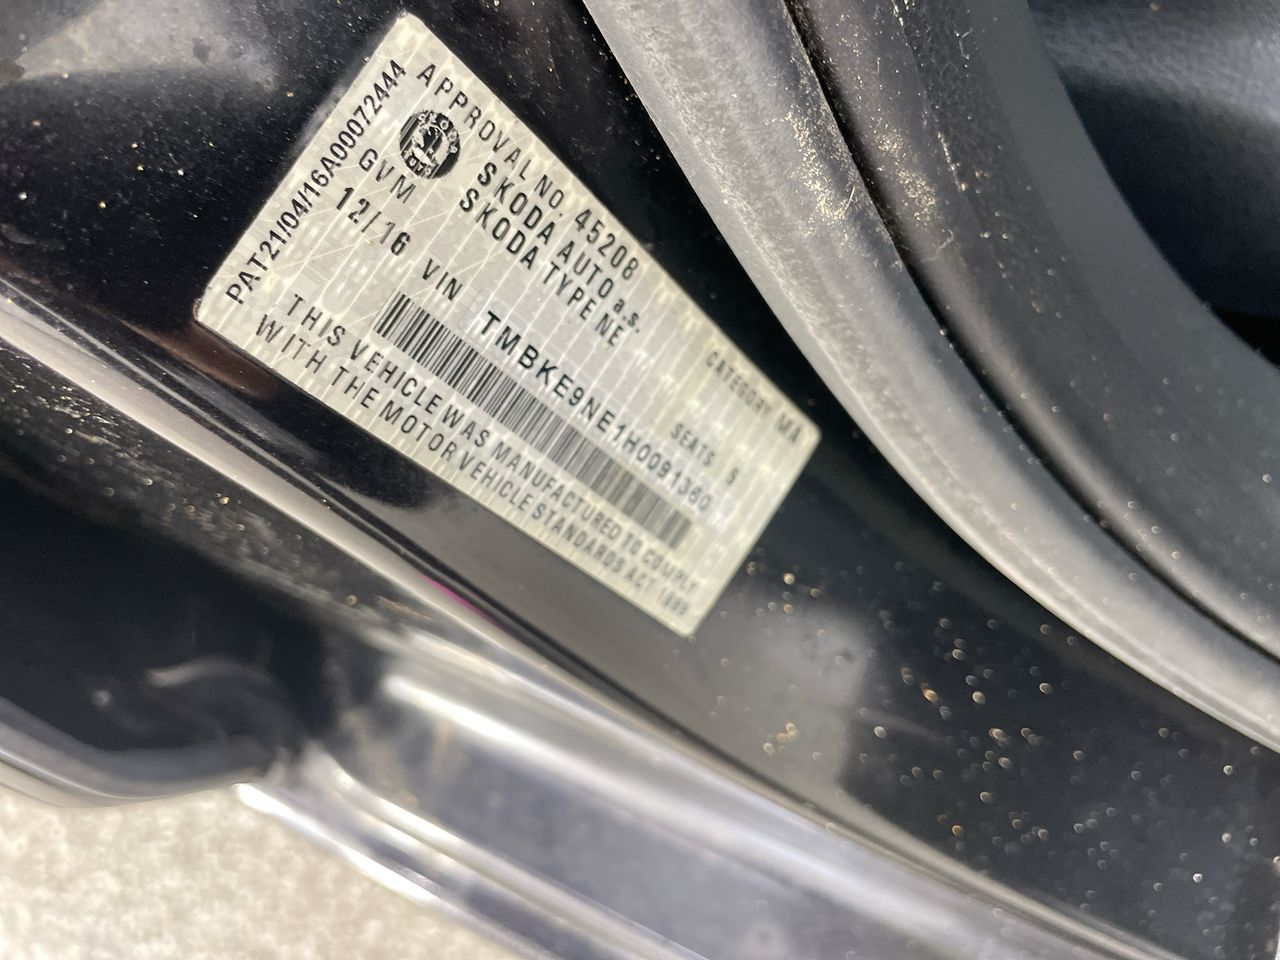 PAT21/04/16A00072444
APPROVAL NO. 45208
CATEGORY MA
SKODA
SKODA AUTO a.s.
SKODA TYPE NE
SEATS 5
GVM
12/16 VIN TMBKE9NE1H0091360
THIS VEHICLE WAS MANUFACTURED TO COMPLY
WITH THE MOTOR VEHICLE STANDARDS ACT 1989